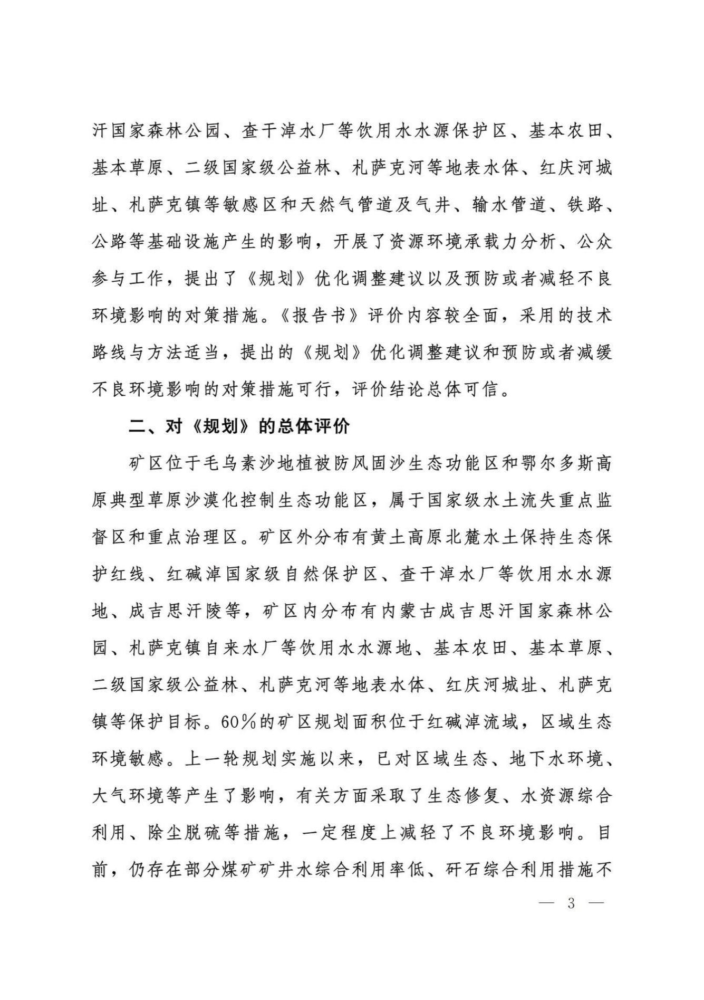 汗国家森林公园、查干淖水厂等饮用水水源保护区、基本农田、
基本草原、二级国家级公益林、札萨克河等地表水体、红庆河城
址、札萨克镇等敏感区和天然气管道及气井、输水管道、铁路、
公路等基础设施产生的影响，开展了资源环境承载力分析、公众
参与工作，提出了《规划》优化调整建议以及预防或者减轻不良
环境影响的对策措施。《报告书》评价内容较全面，采用的技术
路线与方法适当，提出的《规划》优化调整建议和预防或者减缓
不良环境影响的对策措施可行，评价结论总体可信。
二、对《规划》的总体评价
矿区位于毛乌素沙地植被防风固沙生态功能区和鄂尔多斯高
原典型草原沙漠化控制生态功能区，属于国家级水土流失重点监
督区和重点治理区。矿区外分布有黄土高原北麓水土保持生态保
护红线、红碱淖国家级自然保护区、查干淖水厂等饮用水水源
地、成吉思汗陵等，矿区内分布有内蒙古成吉思汗国家森林公
园、札萨克镇自来水厂等饮用水水源地、基本农田、基本草原、
二级国家级公益林、札萨克河等地表水体、红庆河城址、札萨克
镇等保护目标。60%的矿区规划面积位于红碱淖流域，区域生态
环境敏感。上一轮规划实施以来，已对区域生态、地下水环境、
大气环境等产生了影响，有关方面采取了生态修复、水资源综合
利用、除尘脱硫等措施，一定程度上减轻了不良环境影响。目
前，仍存在部分煤矿矿井水综合利用率低、矸石综合利用措施不
— 3 —